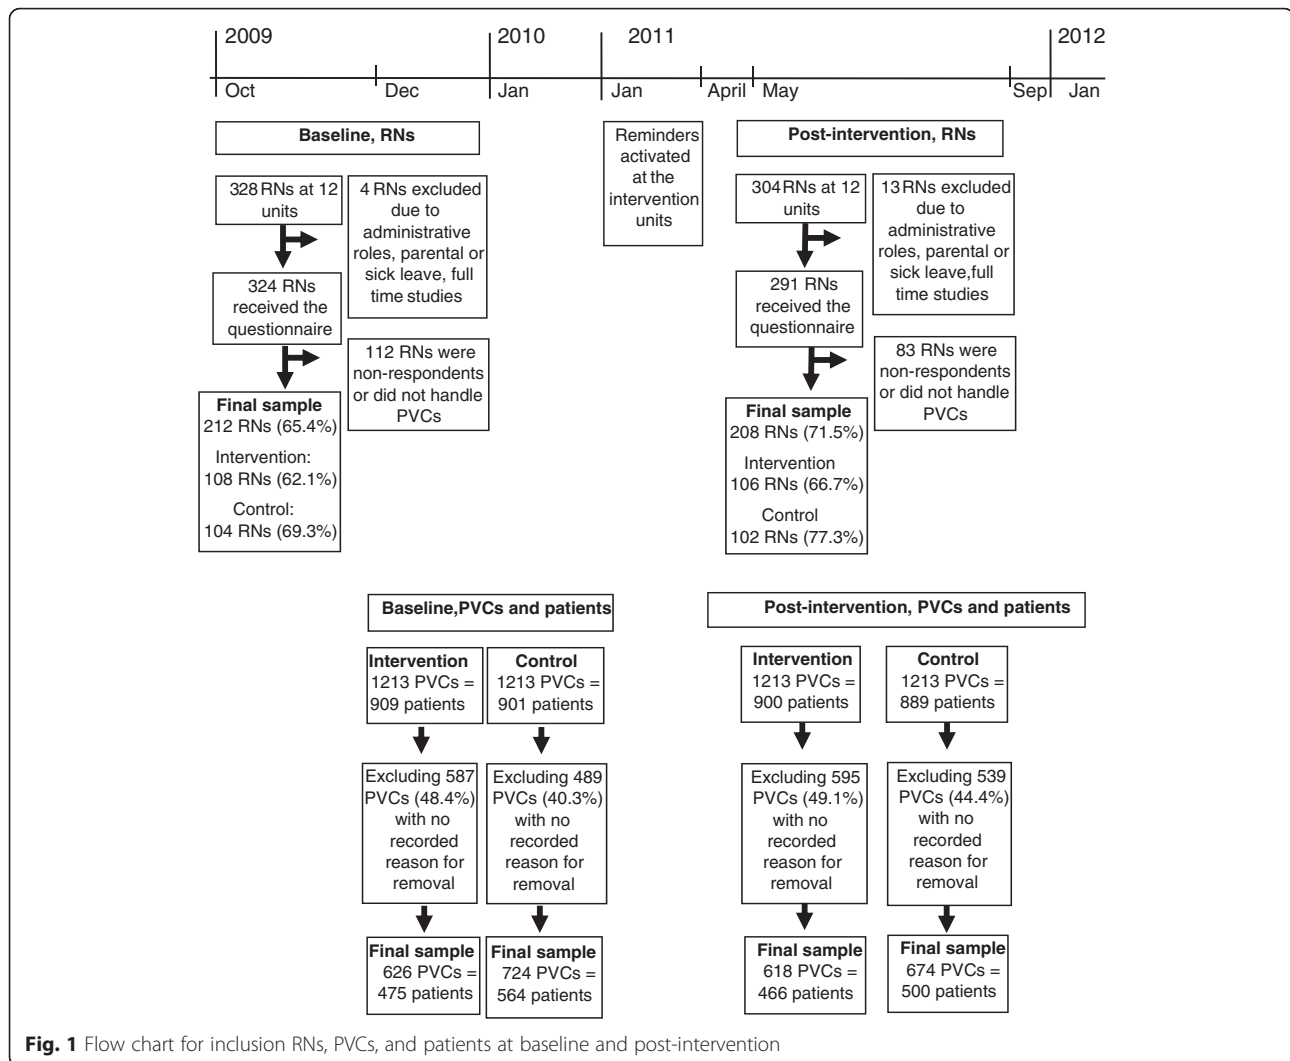 2009
2010
2011
2012
Oct
Dec
Jan
Jan
April
May
Sep
Jan
Baseline, RNs
328 RNs at 12
units
4 RNs excluded
due to
administrative
roles, parental or
sick leave, full
time studies
324 RNs
received the
questionnaire
112 RNs were
non-respondents
or did not handle
PVCs
Final sample
212 RNs (65.4%)
Intervention:
108 RNs (62.1%)
Control:
104 RNs (69.3%)
Reminders
activated
at the
intervention
units
Post-intervention, RNs
304RNs at 12
units
13RNs excluded
due to
administrative
roles, parental or
sick leave,full
time studies
291 RNs
received the
questionnaire
83 RNs were
non-respondents
or did not handle
PVCs
Final sample
208 RNs (71.5%)
Intervention
106 RNs (66.7%)
Control
102 RNs (77.3%)
Baseline,PVCs and patients
Intervention
1213 PVCs =
909 patients
Excluding 587
PVCs (48.4%)
with no
recorded
reason for
removal
Final sample
626 PVCs =
475 patients
Control
1213 PVCs =
901 patients
Excluding 489
PVCs (40.3%)
with no
recorded
reason for
removal
Final sample
724 PVCs =
564 patients
Post-intervention, PVCs and patients
Intervention
1213 PVCs =
900 patients
Excluding 595
PVCs (49.1%)
with no
recorded
reason for
removal
Final sample
618 PVCs =
466 patients
Control
1213 PVCs =
889 patients
Excluding 539
PVCs (44.4%)
with no
recorded
reason for
removal
Final sample
674 PVCs =
500 patients
Fig. 1 Flow chart for inclusion RNs, PVCs, and patients at baseline and post-intervention